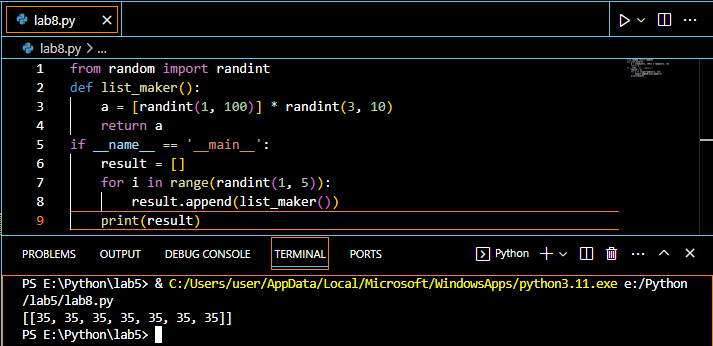 lab8.py
lab8.py > ...
1 from random import randint
2 def list_maker():
3     a = [randint(1, 100)] * randint(3, 10)
4     return a
5 if __name__ == '__main__':
6     result = []
7     for i in range(randint(1, 5)):
8         result.append(list_maker())
9     print(result)
PROBLEMS OUTPUT DEBUG CONSOLE TERMINAL PORTS Python
PS E:\Python\lab5> & C:/Users/user/AppData/Local/Microsoft/WindowsApps/python3.11.exe e:/Python
/lab5/lab8.py
[[35, 35, 35, 35, 35, 35, 35]]
PS E:\Python\lab5>